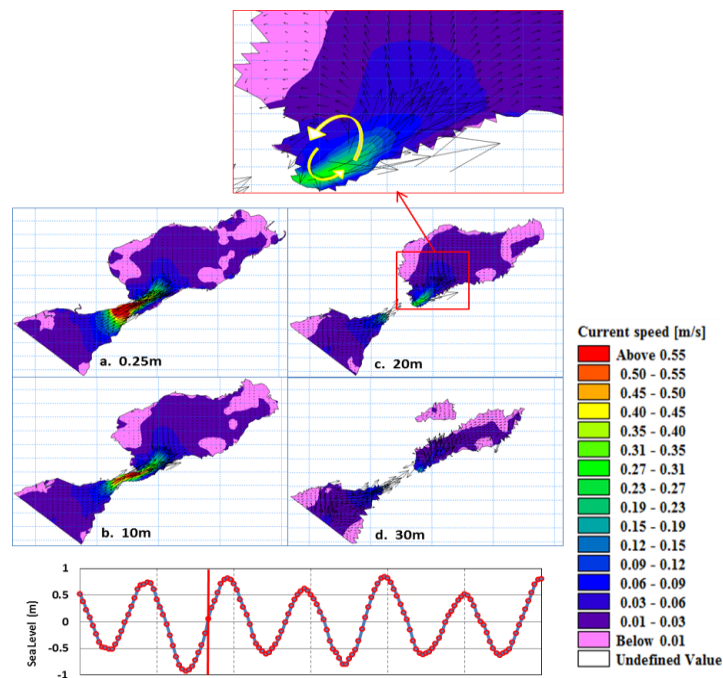 a. 0.25m
c. 20m
b. 10m
d. 30m
Current speed [m/s]
Above 0.55
0.50 - 0.55
0.45 - 0.50
0.40 - 0.45
0.35 - 0.40
0.31 - 0.35
0.27 - 0.31
0.23 - 0.27
0.19 - 0.23
0.15 - 0.19
0.12 - 0.15
0.09 - 0.12
0.06 - 0.09
0.03 - 0.06
0.01 - 0.03
Below 0.01
Undefined Value
Sea Level (m)
1
0.5
0
-0.5
-1